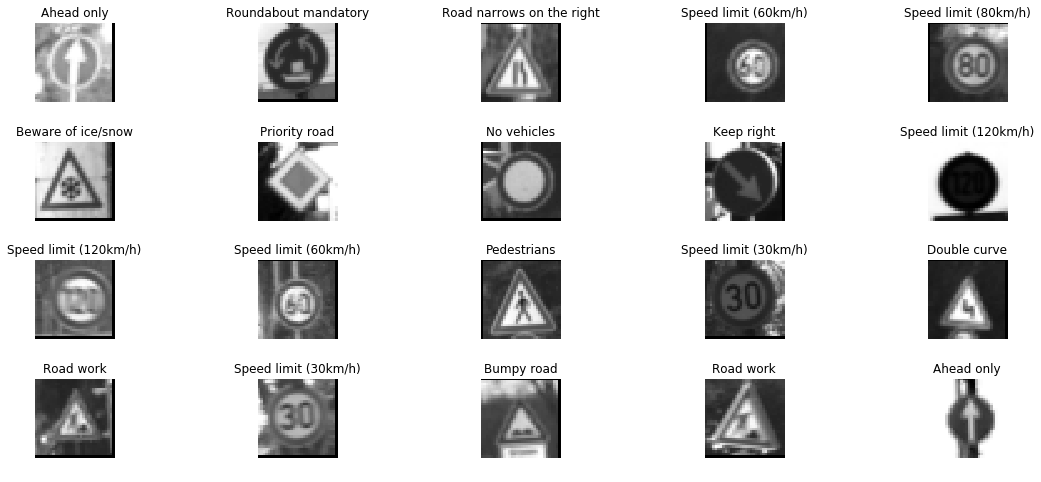 Ahead only
Roundabout mandatory
Road narrows on the right
Speed limit (60km/h)
Speed limit (80km/h)
60
80
Beware of ice/snow
Priority road
No vehicles
Keep right
Speed limit (120km/h)
120
Speed limit (120km/h)
Speed limit (60km/h)
Pedestrians
Speed limit (30km/h)
Double curve
120
60
30
Road work
Speed limit (30km/h)
Bumpy road
Road work
Ahead only
30